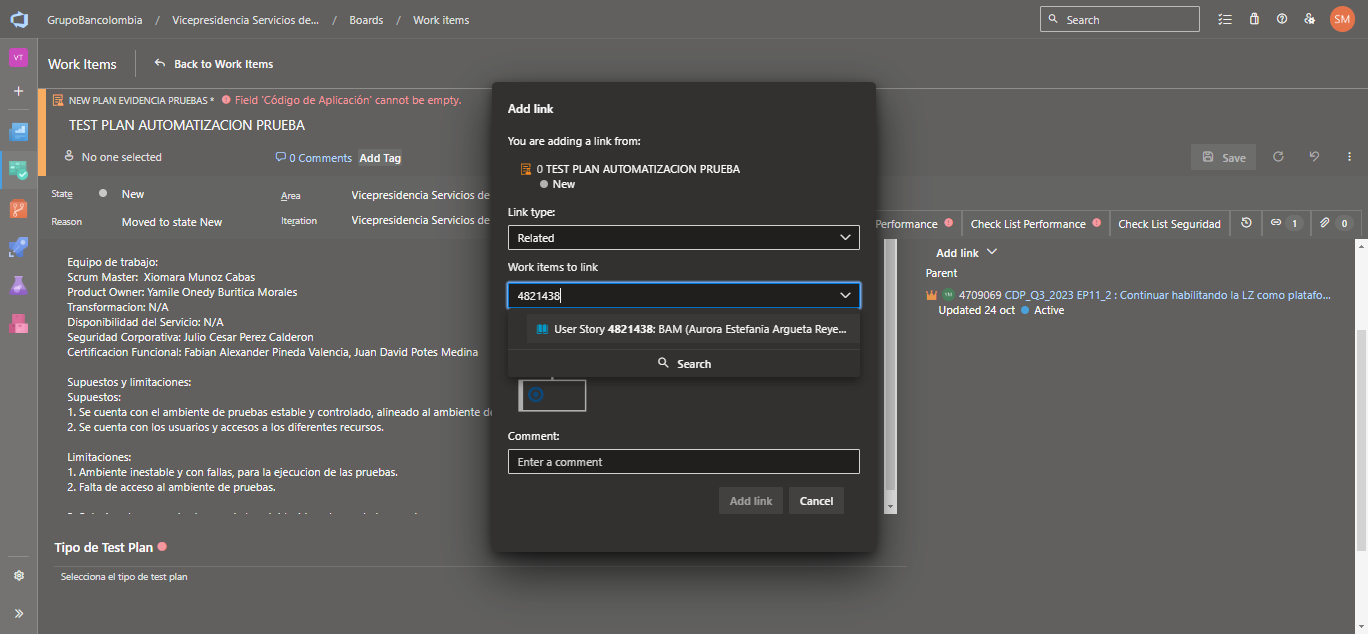 GrupoBancolombia / Vicepresidencia Servicios de... / Boards / Work items
Search
SM
VT
Work Items
Back to Work Items
NEW PLAN EVIDENCIA PRUEBAS * Field 'Código de Aplicación' cannot be empty.
TEST PLAN AUTOMATIZACION PRUEBA
No one selected
0 Comments
Add Tag
Save
State
New
Area
Vicepresidencia Servicios de
Reason
Moved to state New
Iteration
Vicepresidencia Servicios de
Performance
Check List Performance
Check List Seguridad
1
0
Equipo de trabajo:
Scrum Master: Xiomara Munoz Cabas
Product Owner: Yamile Onedy Buritica Morales
Transformacion: N/A
Disponibilidad del Servicio: N/A
Seguridad Corporativa: Julio Cesar Perez Calderon
Certificacion Funcional: Fabian Alexander Pineda Valencia, Juan David Potes Medina
Supuestos y limitaciones:
Supuestos:
1. Se cuenta con el ambiente de pruebas estable y controlado, alineado al ambiente de
2. Se cuenta con los usuarios y accesos a los diferentes recursos.
Limitaciones:
1. Ambiente inestable y con fallas, para la ejecucion de las pruebas.
2. Falta de acceso al ambiente de pruebas.
Tipo de Test Plan
Selecciona el tipo de test plan
Add link
You are adding a link from:
0 TEST PLAN AUTOMATIZACION PRUEBA
New
Link type:
Related
Work items to link
4821438
User Story 4821438: BAM (Aurora Estefania Argueta Reye...
Search
Comment:
Enter a comment
Add link
Cancel
Add link
Parent
4709069 CDP_Q3_2023 EP11_2 : Continuar habilitando la LZ como platafo...
Updated 24 oct Active